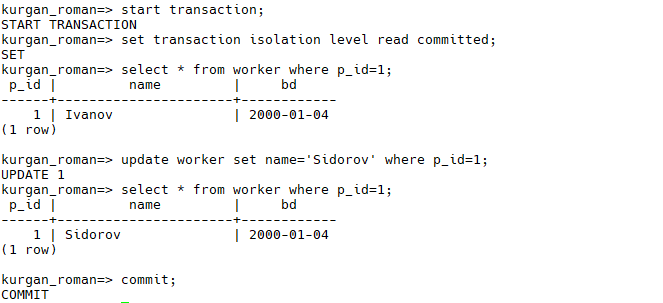 kurgan_roman=> start transaction;
START TRANSACTION
kurgan_roman=> set transaction isolation level read committed;
SET
kurgan_roman=> select * from worker where p_id=1;
 p_id |         name         |     bd
------+----------------------+------------
    1 | Ivanov               | 2000-01-04
(1 row)

kurgan_roman=> update worker set name='Sidorov' where p_id=1;
UPDATE 1
kurgan_roman=> select * from worker where p_id=1;
 p_id |         name         |     bd
------+----------------------+------------
    1 | Sidorov              | 2000-01-04
(1 row)

kurgan_roman=> commit;
COMMIT